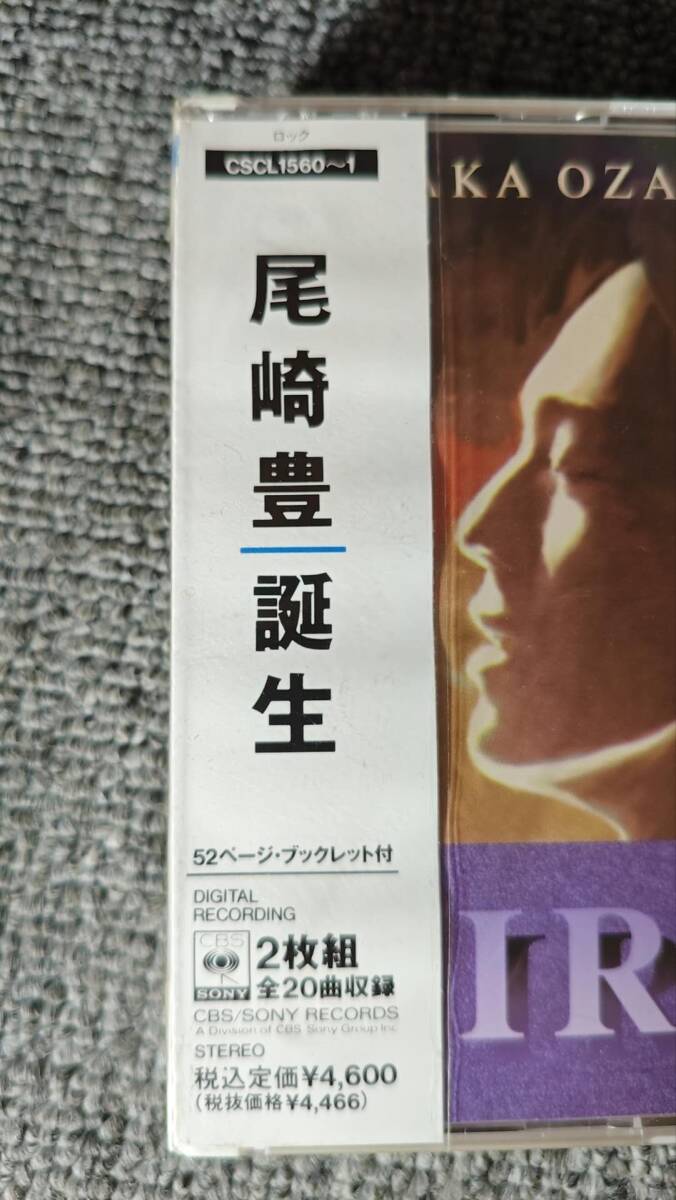 ロック
CSCL1560～1
尾崎豊
誕生
52ページ・ブックレット付
DIGITAL
RECORDING
CBS
SONY
2枚組
全20曲収録
CBS/SONY RECORDS
A Division of CBS Sony Group Inc.
STEREO
税込定価¥4,600
(税抜価格¥4,466)
AKA OZA
IR